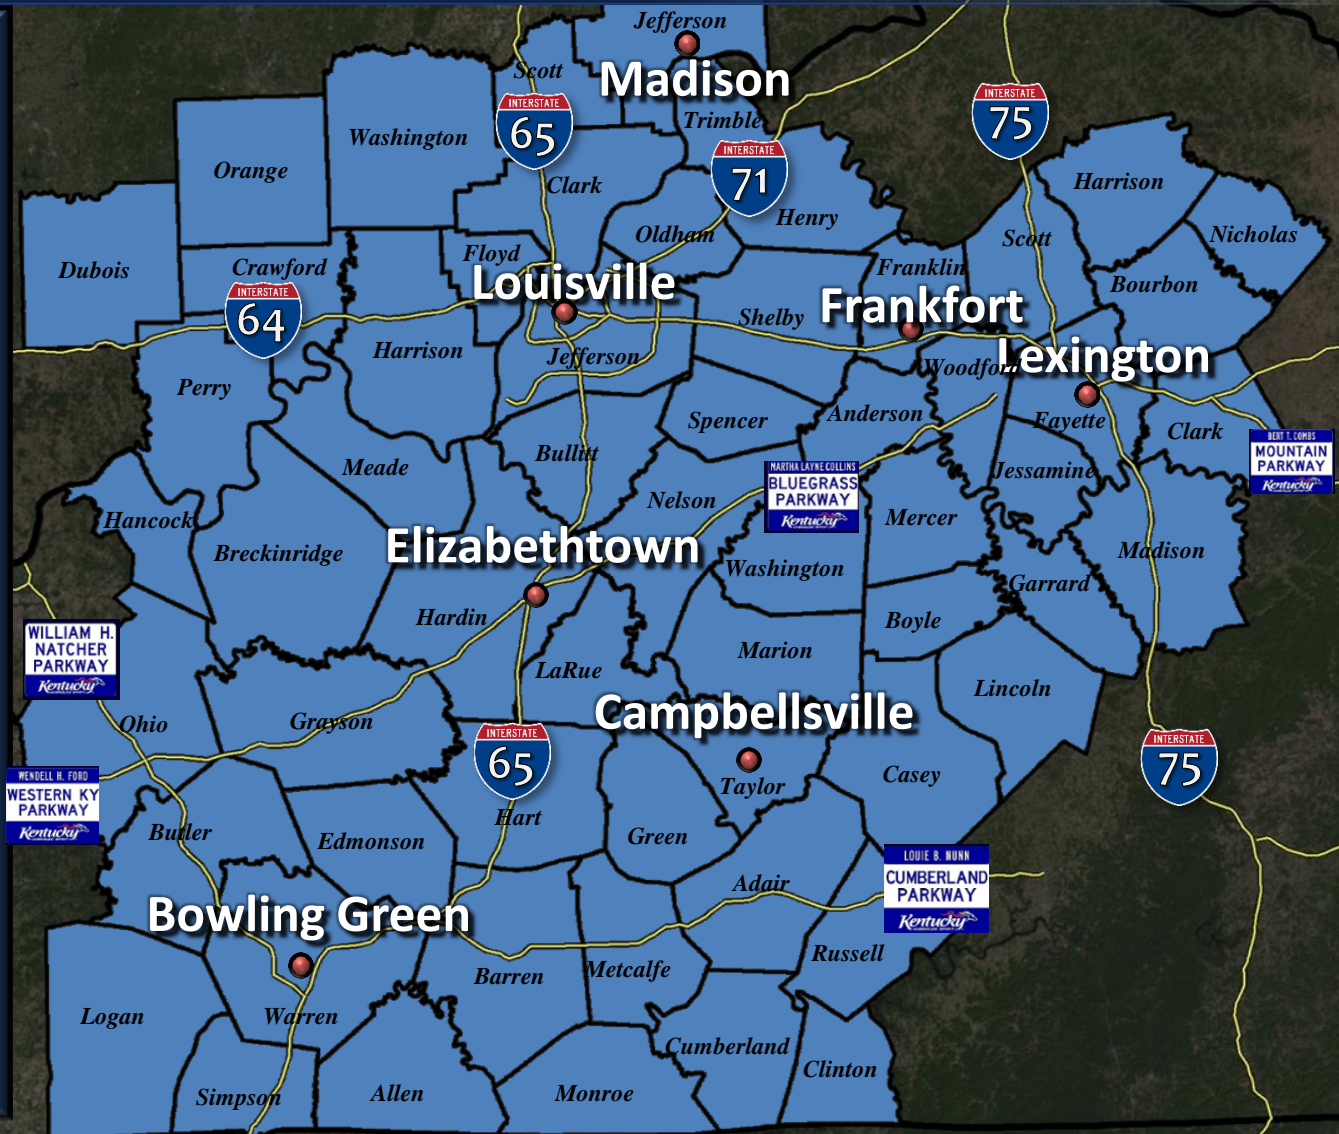 Jefferson
Madison
Scott
INTERSTATE
65
Trimble
INTERSTATE
75
Washington
Orange
Clark
INTERSTATE
71
Henry
Harrison
Nicholas
Dubois
Crawford
Floyd
Oldham
Franklin
Scott
Bourbon
INTERSTATE
64
Louisville
Shelby
Frankfort
Harrison
Jefferson
Woodfo
Lexington
Perry
Spencer
Anderson
Fayette
Clark
Meade
Bullitt
Nelson
MARTHA LAYNE COLLINS
BLUEGRASS
PARKWAY
Kentucky
Jessamine
BERT T. COMBS
MOUNTAIN
PARKWAY
Kentucky
Hancock
Breckinridge
Elizabethtown
Mercer
Madison
Washington
Garrard
Hardin
Boyle
WILLIAM H.
NATCHER
PARKWAY
Kentucky
LaRue
Marion
Lincoln
Ohio
Grayson
Campbellsville
INTERSTATE
65
Taylor
Casey
INTERSTATE
75
WENDELL H. FORD
WESTERN KY
PARKWAY
Kentucky
Butler
Edmonson
Hart
Green
LOUIE B. NUNN
CUMBERLAND
PARKWAY
Kentucky
Adair
Bowling Green
Barren
Metcalfe
Russell
Logan
Warren
Cumberland
Clinton
Simpson
Allen
Monroe